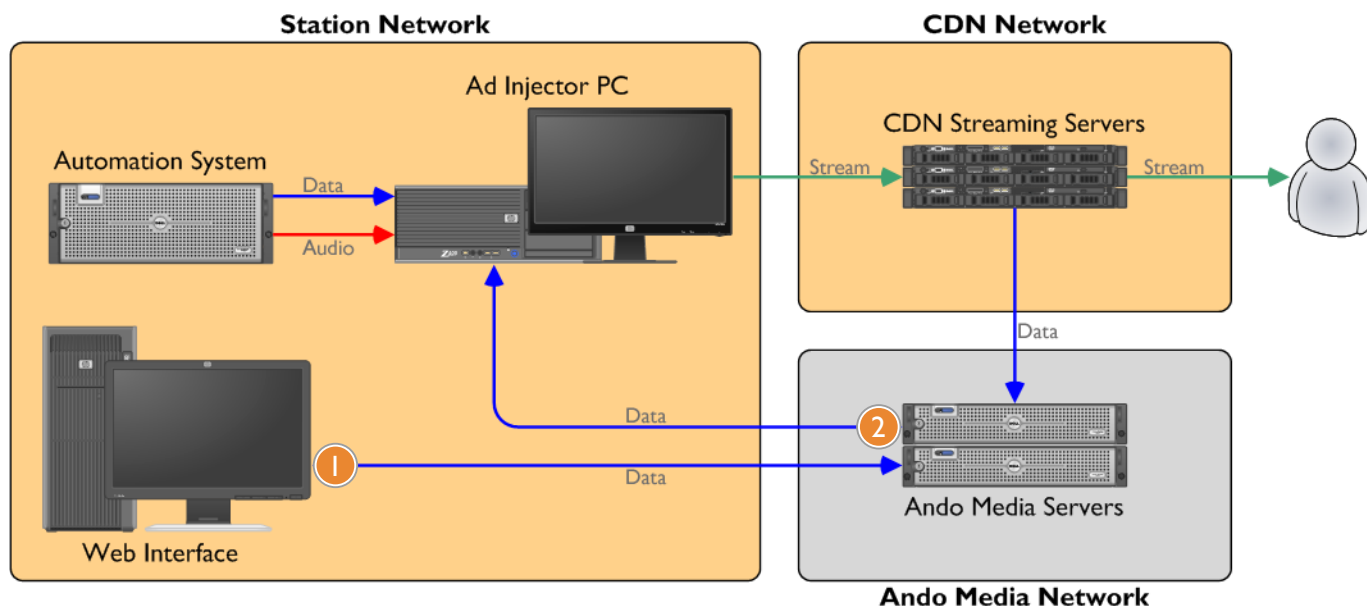 Station Network
CDN Network
Ad Injector PC
CDN Streaming Servers
Automation System
Data
Audio
Stream
Stream
Data
Data
2
1
Data
Ando Media Servers
Web Interface
Ando Media Network